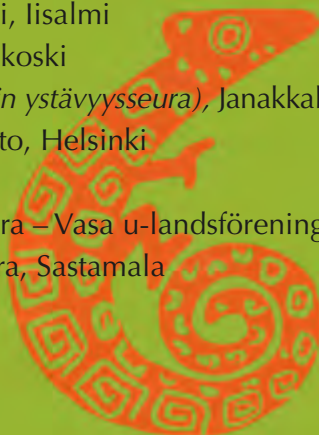 i, Iisalmi
koski
n ystävyysseura), Janakkal
to, Helsinki
ra – Vasa u-landsförening
ra, Sastamala